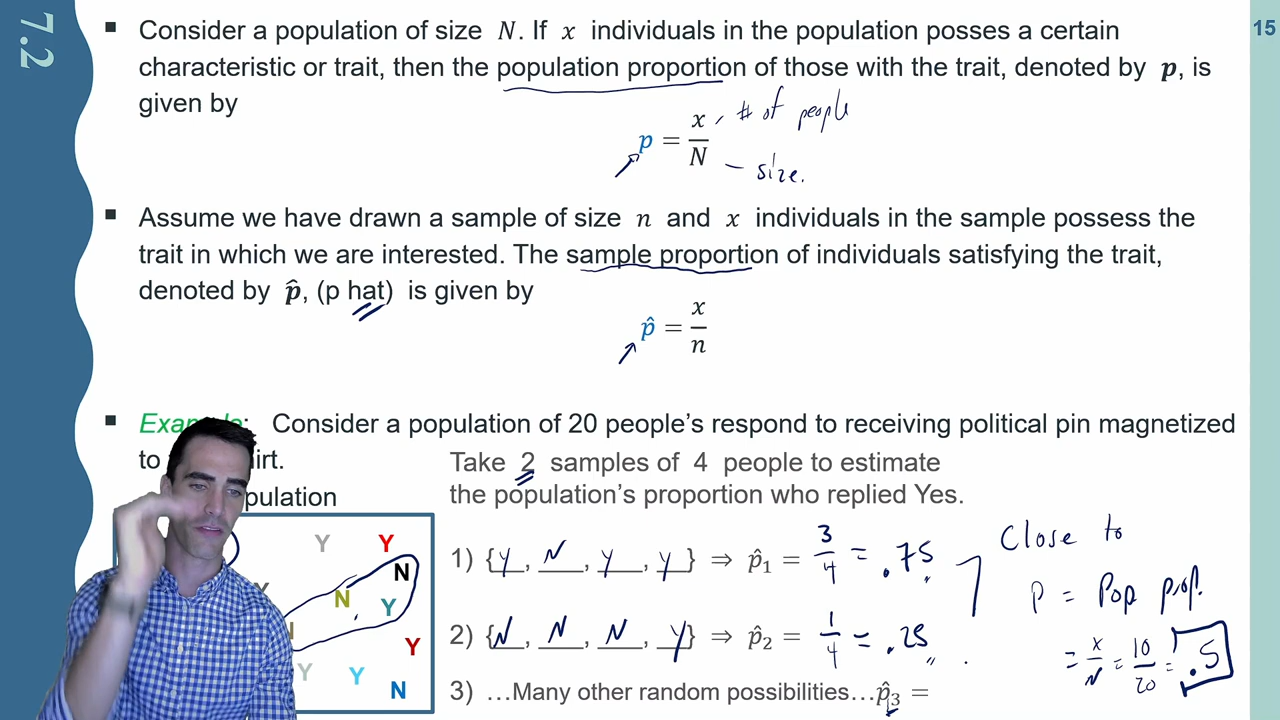 7.2
15
▪ Consider a population of size N. If x individuals in the population posses a certain
characteristic or trait, then the population proportion of those with the trait, denoted by p, is
given by
p = x/N
# of people
– size.
▪ Assume we have drawn a sample of size n and x individuals in the sample possess the
trait in which we are interested. The sample proportion of individuals satisfying the trait,
denoted by p̂, (p hat) is given by
p̂ = x/n
▪ Consider a population of 20 people's respond to receiving political pin magnetized
to
Take 2 samples of 4 people to estimate
the population's proportion who replied Yes.
Y Y
N
N Y
Y
Y Y
N
1) {Y, N, Y, Y} ⇒ p̂1 = 3/4 = .75
2) {N, N, N, Y} ⇒ p̂2 = 1/4 = .25
3) …Many other random possibilities…p̂3 =
Close to
P = Pop prop.
= x/N = 10/20 = .5